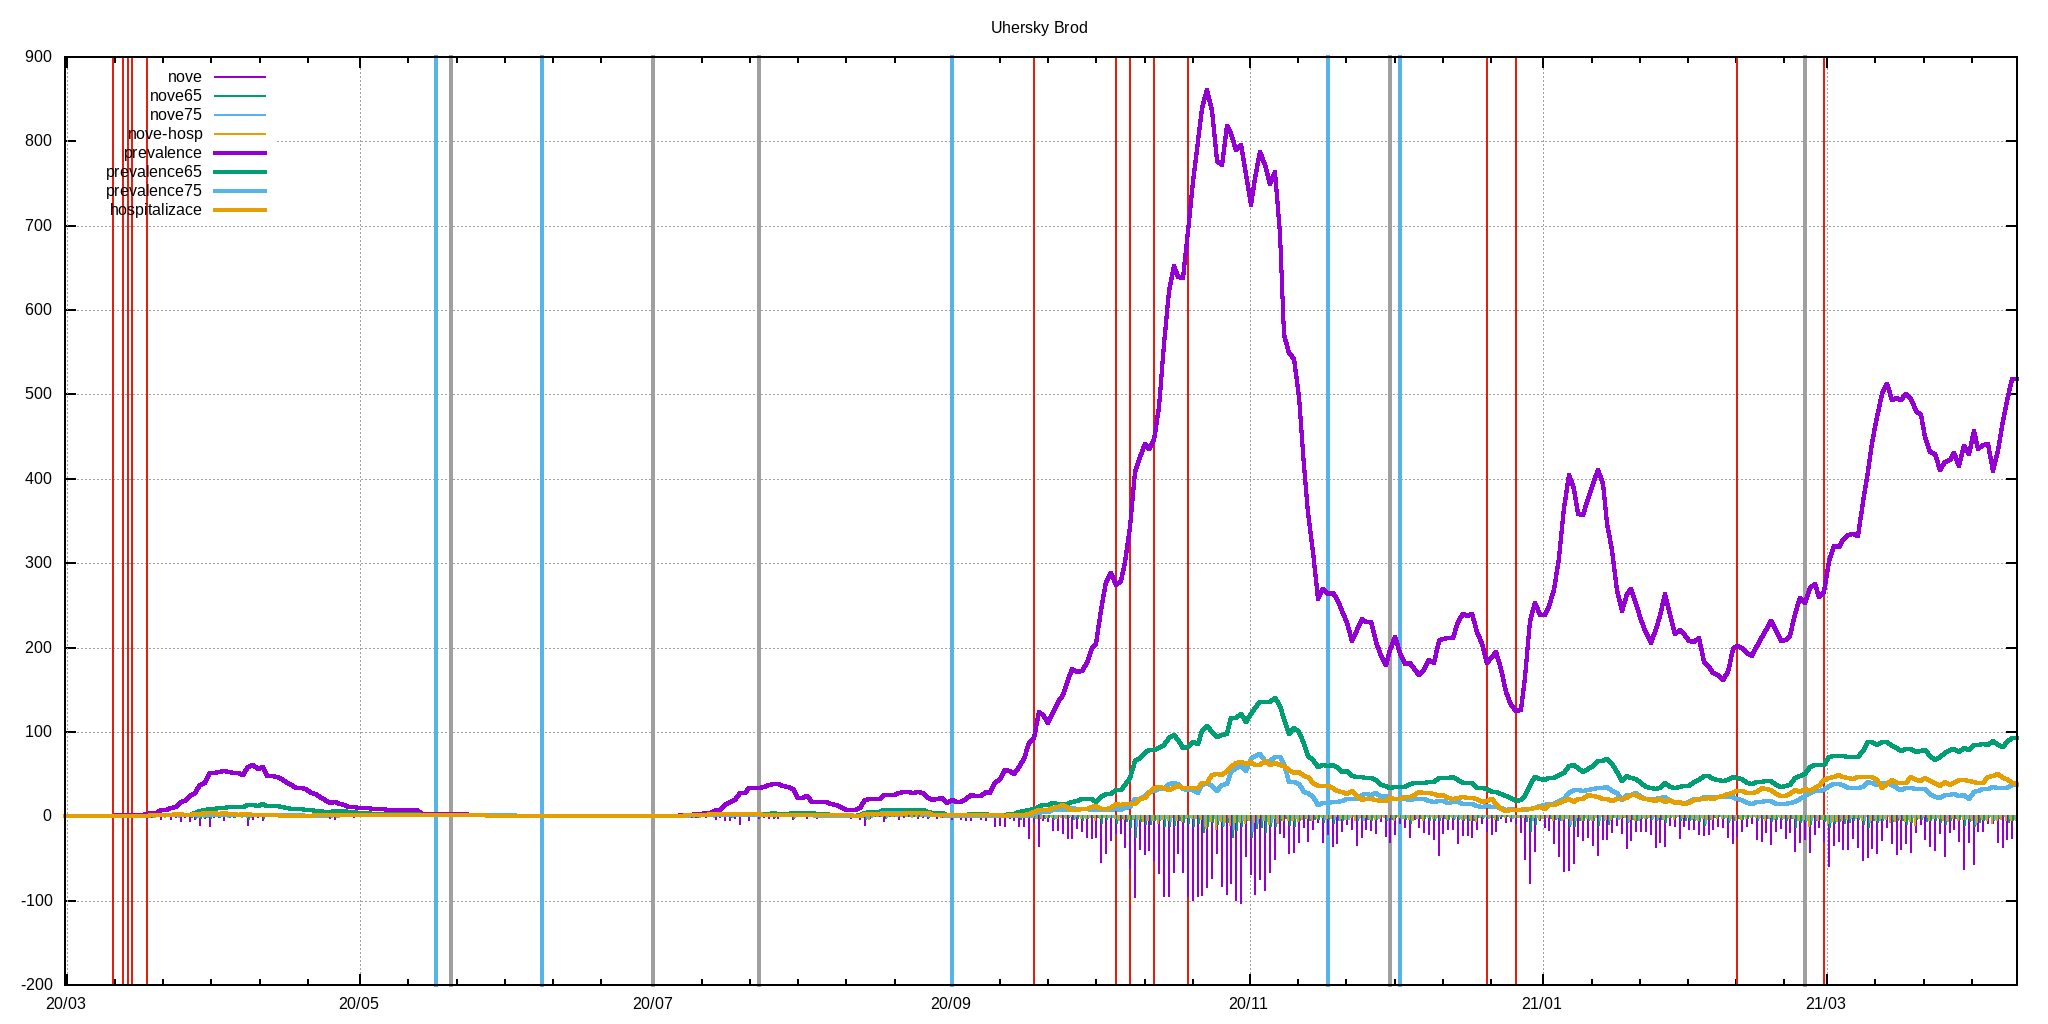 Uhersky Brod
900
800
700
600
500
400
300
200
100
0
-100
-200
nove
nove65
nove75
nove-hosp
prevalence
prevalence65
prevalence75
hospitalizace
20/03
20/05
20/07
20/09
20/11
21/01
21/03